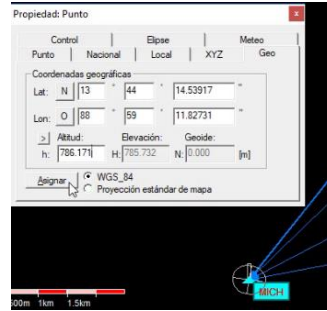 Propiedad: Punto x
Control Elipse Meteo
Punto Nacional Local XYZ Geo
Coordenadas geográficas
Lat: N 13 ° 44 ' 14.53917 "
Lon: O 88 ° 59 ' 11.82731 "
> Altitud: Elevación: Geoide:
h: 786.171 H: 785.732 N: 0.000 [m]
Asignar WGS_84
Proyección estándar de mapa
MICH
500m 1km 1.5km